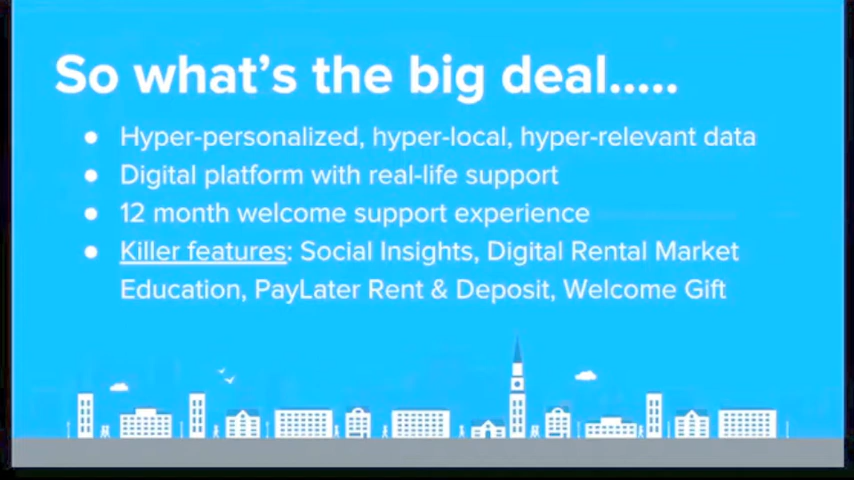 So what's the big deal.....
● Hyper-personalized, hyper-local, hyper-relevant data
● Digital platform with real-life support
● 12 month welcome support experience
● Killer features: Social Insights, Digital Rental Market
Education, PayLater Rent & Deposit, Welcome Gift